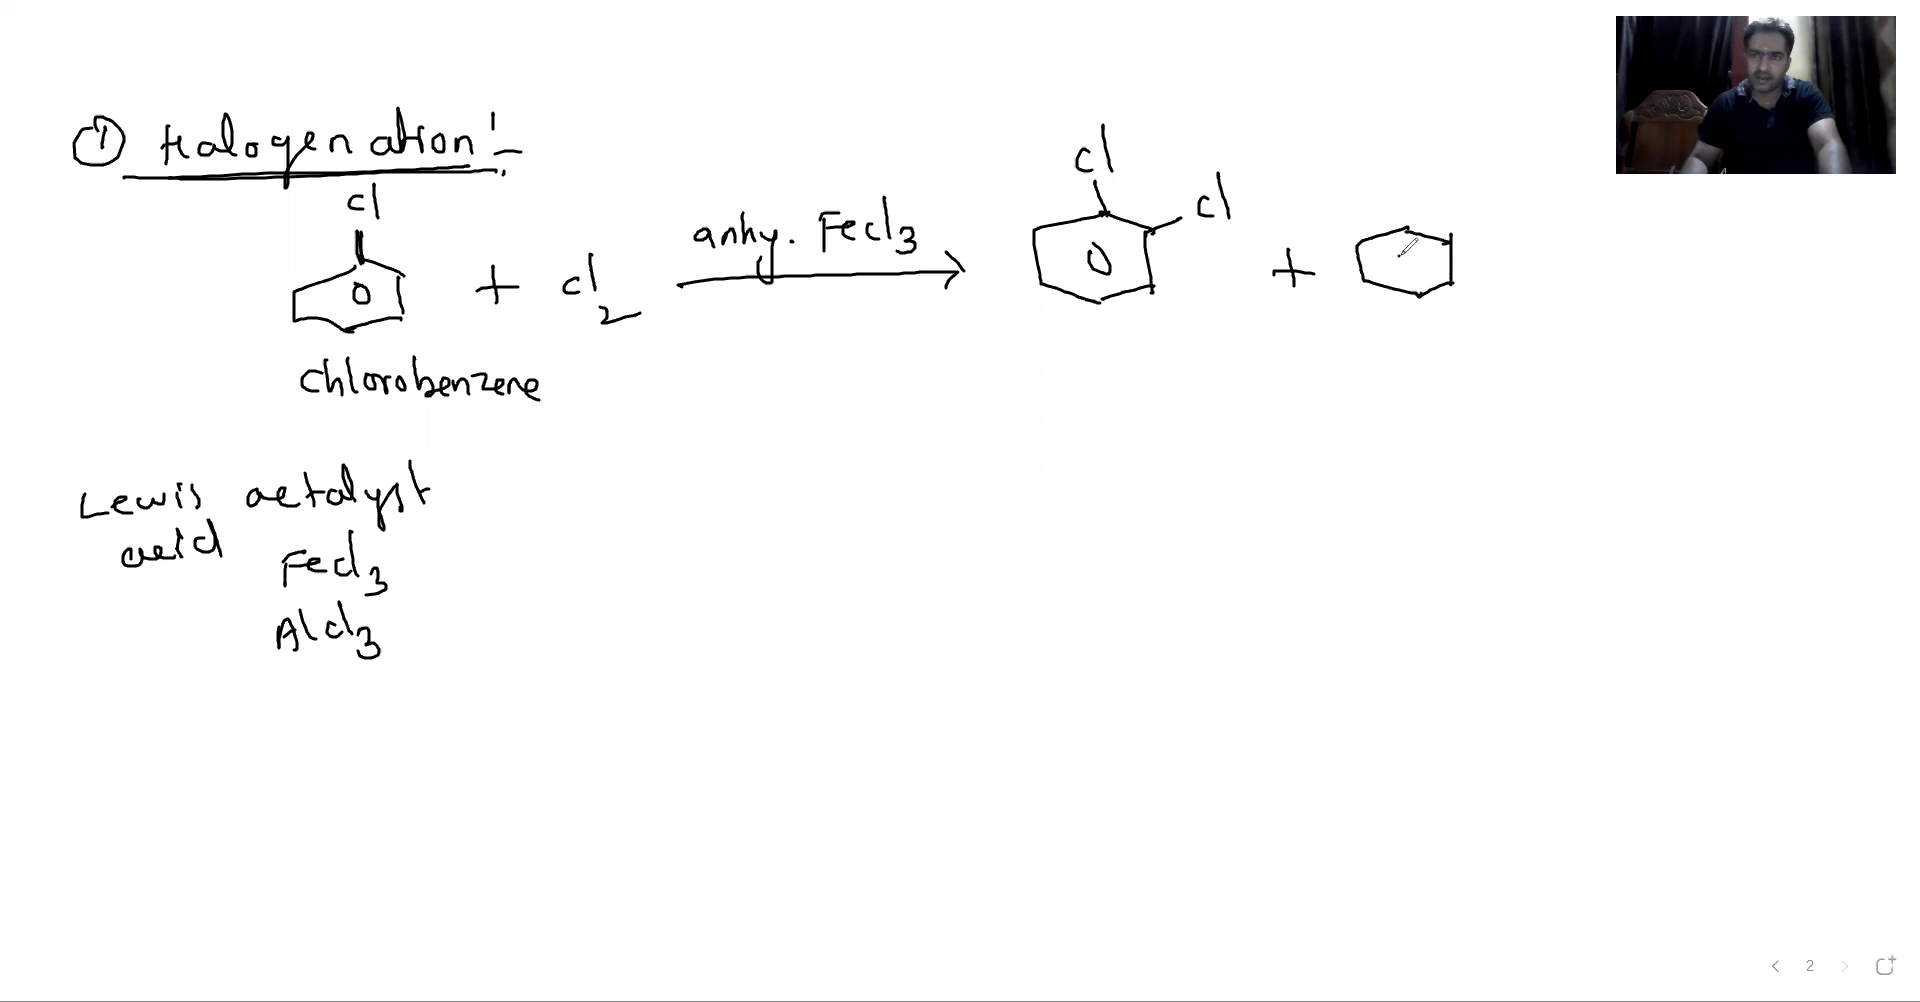 ① Halogenation:-
Cl
+ Cl2
anhy. FeCl3
Cl
Cl
+
Chlorobenzene
Lewis catalyst
acid
FeCl3
AlCl3
2